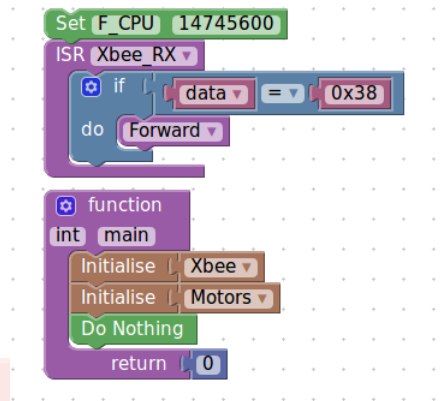 Set F_CPU 14745600
ISR Xbee_RX
if data = 0x38
do Forward
function
int main
Initialise Xbee
Initialise Motors
Do Nothing
return 0